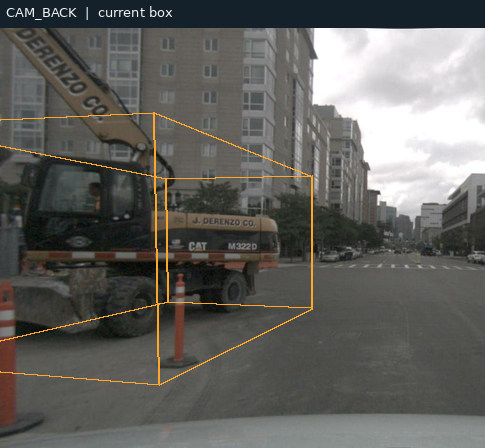 CAM_BACK | current box
DERENZO CO.
J. DERENZO CO.
CAT M322D